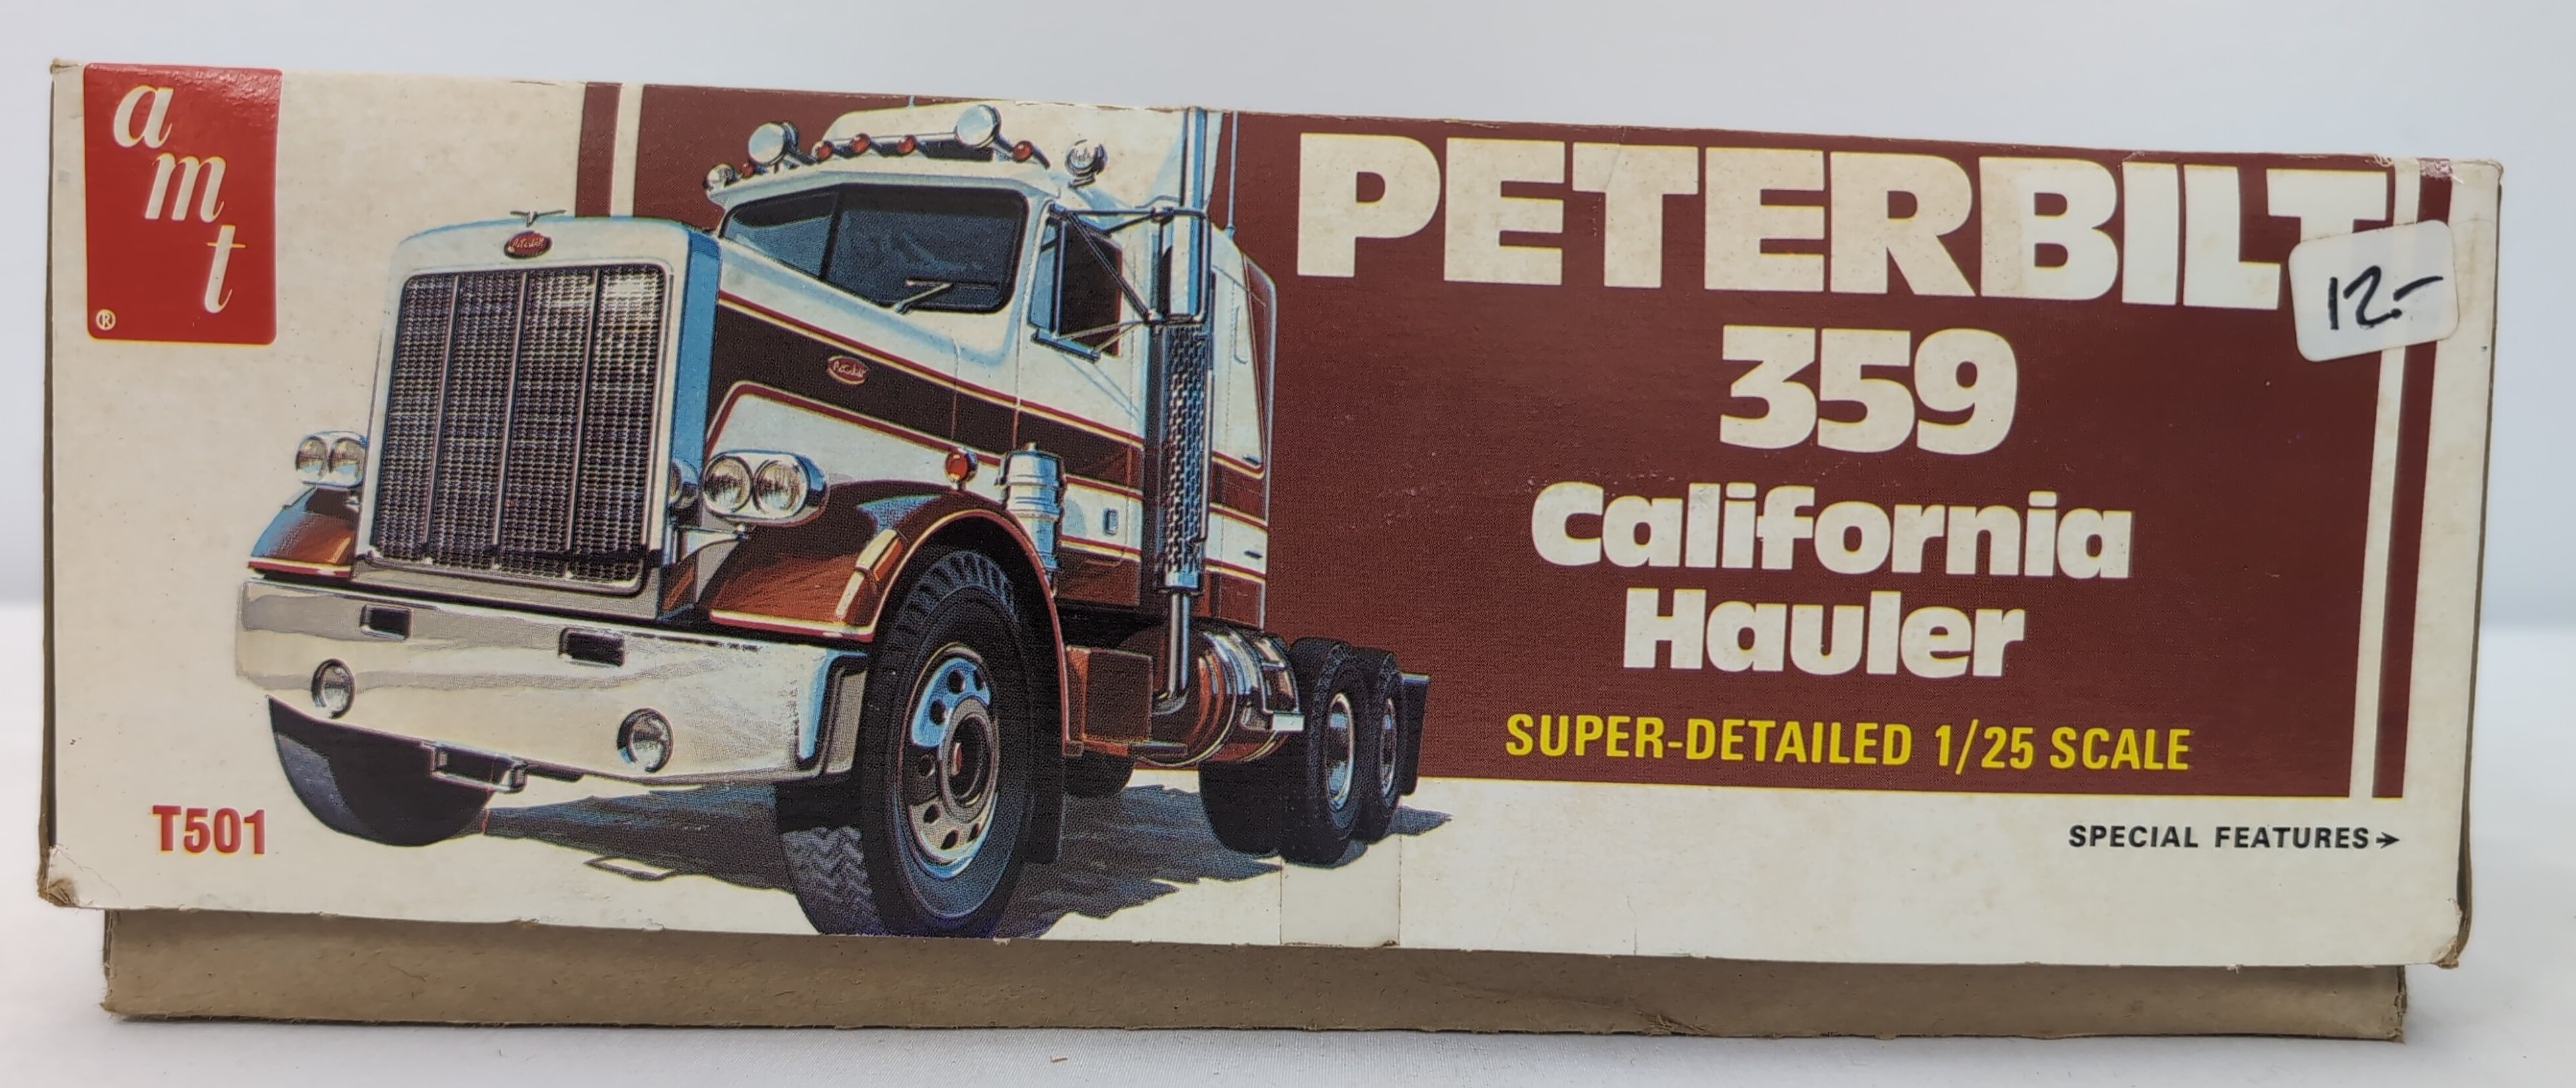 amt
®
PETERBILT
12.-
359
California
Hauler
SUPER-DETAILED 1/25 SCALE
T501
SPECIAL FEATURES→